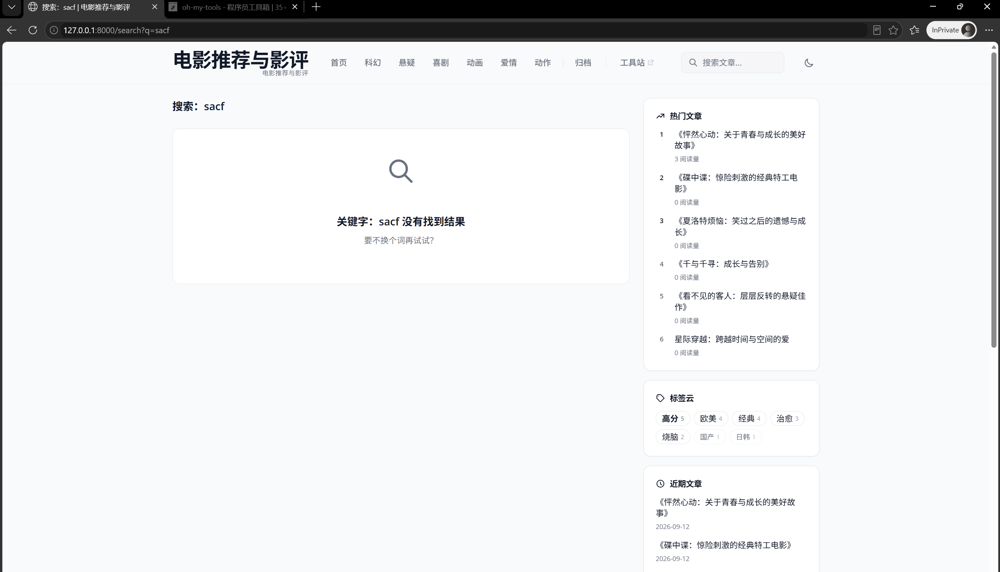 搜索：sacf | 电影推荐与影评
oh-my-tools - 程序员工具箱 | 35+
127.0.0.1:8000/search?q=sacf
InPrivate
电影推荐与影评
电影推荐与影评
首页 科幻 悬疑 喜剧 动画 爱情 动作 归档 工具站
搜索文章...
搜索：sacf
关键字：sacf 没有找到结果
要不换个词再试试？
热门文章
1 《怦然心动：关于青春与成长的美好
故事》
3 阅读量
2 《碟中谍：惊险刺激的经典特工电
影》
0 阅读量
3 《夏洛特烦恼：笑过之后的遗憾与成
长》
0 阅读量
4 《千与千寻：成长与告别》
0 阅读量
5 《看不见的客人：层层反转的悬疑佳
作》
0 阅读量
6 星际穿越：跨越时间与空间的爱
0 阅读量
标签云
高分 5 欧美 4 经典 4 治愈 3
烧脑 2 国产 1 日韩 1
近期文章
《怦然心动：关于青春与成长的美好故
事》
2026-09-12
《碟中谍：惊险刺激的经典特工电影》
2026-09-12